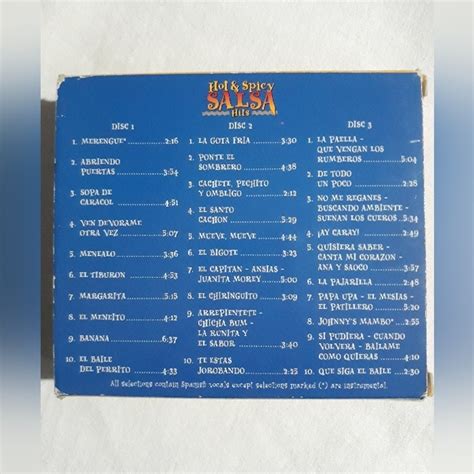 Hot & Spicy
SALSA
Hits
DISC 1
1. MERENGUE* 2:16
2. ABRIENDO
PUERTAS 3:54
3. SOPA DE
CARACOL 4:51
4. VEN DEVORAME
OTRA VEZ 5:07
5. MENEALO 5:36
6. EL TIBURON 4:53
7. MARGARITA 5:15
8. EL MENEITO 4:12
9. BANANA 6:37
10. EL BAILE
DEL PERRITO 4:33
DISC 2
1. LA GOTA FRIA 3:30
2. PONTE EL
SOMBRERO 4:38
3. CACHETE, PECHITO
Y OMBLIGO 2:12
4. EL SANTO
CACHON 5:29
5. MUEVE, MUEVE 4:44
6. EL BIGOTE 3:21
7. EL CAPITAN - ANSIAS -
JUANITA MOREY 5:00
8. EL CHIRINGUITO 3:09
9. ARREPIENTETE -
CHICHA BUM -
LA RUNITA Y
EL SABOR 3:40
10. TE ESTAS
JOROBANDO 2:25
DISC 3
1. LA PAELLA -
QUE VENGAN LOS
RUMBEROS 5:04
2. DE TODO
UN POCO 2:28
3. NO ME REGANES -
BUSCANDO AMBIENTE -
SUENAN LOS CUEROS 5:34
4. ¡AY CARAY! 2:49
5. QUISIERA SABER -
CANTA MI CORAZON -
ANA Y SAOCO 3:57
6. LA PAJARILLA 2:48
7. PAPA UPA - EL MESIAS -
EL PATILLERO 5:20
8. JOHNNY'S MAMBO* 2:55
9. SI PUDIERA - CUANDO
VOLVERA - BAILAME
COMO QUIERAS 4:10
10. QUE SIGA EL BAILE 2:30
All selections contain Spanish vocals except selections marked (*) are instrumental.